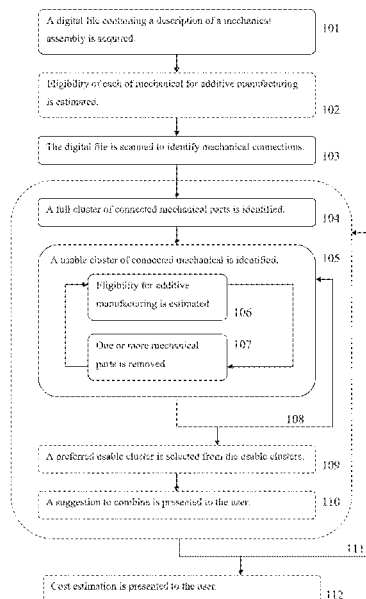 A digital file containing a description of a mechanical
assembly is acquired.
101
Eligibility of each of mechanical for additive manufacturing
is estimated.
102
The digital file is scanned to identify mechanical connections.
103
A full cluster of connected mechanical parts is identified.
104
A usable cluster of connected mechanical is identified.
105
Eligibility for additive
manufacturing is estimated
106
107
One or more mechanical
parts is removed
108
A preferred usable cluster is selected from the usable clusters.
109
A suggestion to combine is presented to the user.
110
111
Cost estimation is presented to the user.
112